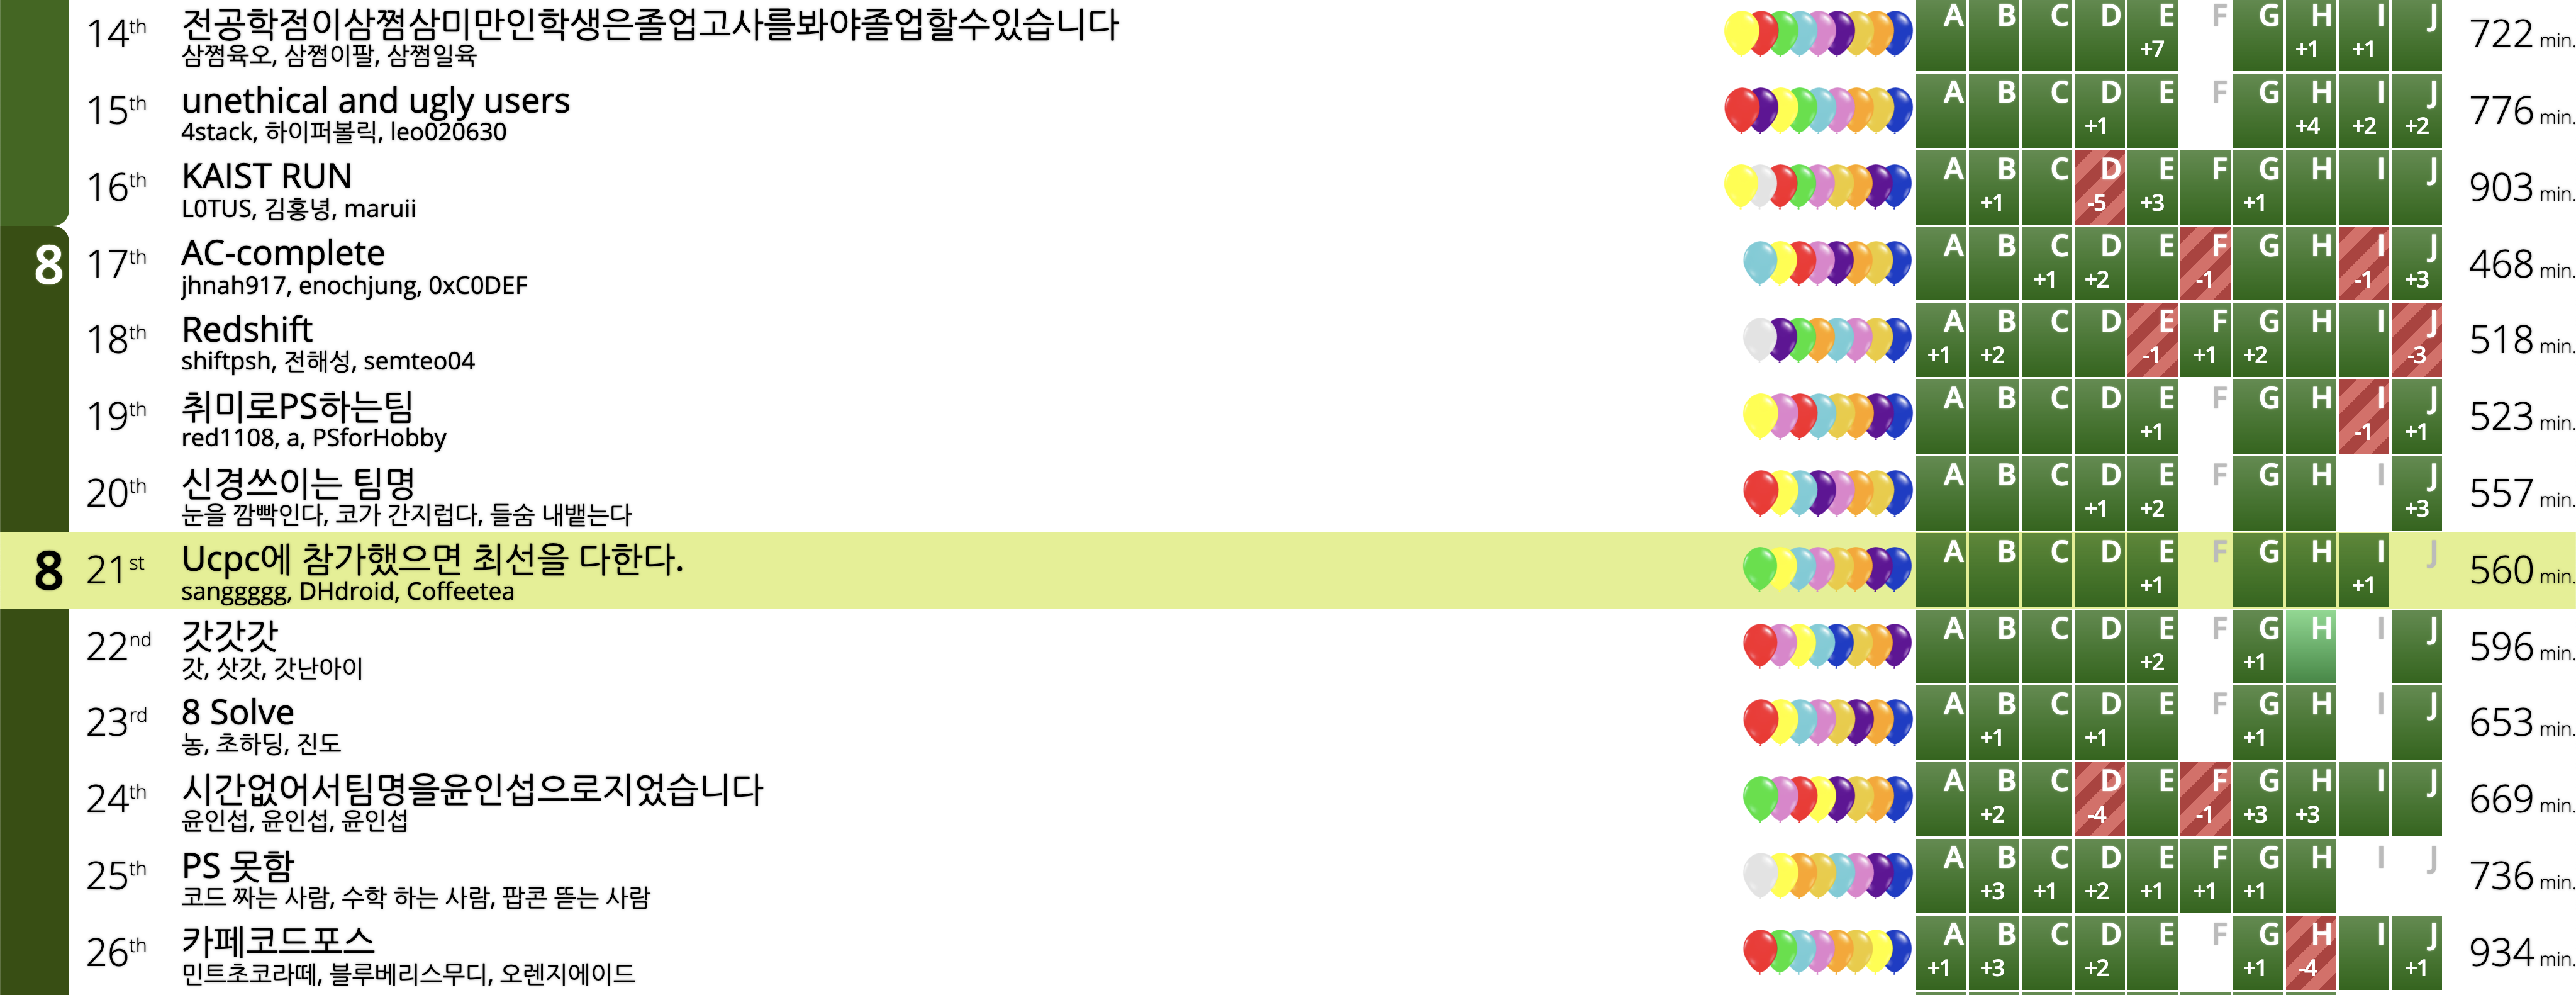 14th 전공학점이삼쩜삼미만인학생은졸업고사를봐야졸업할수있습니다 A B C D E F G H I J 722 min.
삼쩜육오, 삼쩜이팔, 삼쩜일육 +7 +1 +1
15th unethical and ugly users A B C D E F G H I J 776 min.
4stack, 하이퍼볼릭, leo020630 +1 +4 +2 +2
16th KAIST RUN A B C D E F G H I J 903 min.
L0TUS, 김홍녕, maruii +1 -5 +3 +1
8 17th AC-complete A B C D E F G H I J 468 min.
jhnah917, enochjung, 0xC0DEF +1 +2 -1 -1 +3
18th Redshift A B C D E F G H I J 518 min.
shiftpsh, 전해성, semteo04 +1 +2 -1 +1 +2 -3
19th 취미로PS하는팀 A B C D E F G H I J 523 min.
red1108, a, PSforHobby +1 -1 +1
20th 신경쓰이는 팀명 A B C D E F G H I J 557 min.
눈을 깜빡인다, 코가 간지럽다, 들숨 내뱉는다 +1 +2 +3
8 21st Ucpc에 참가했으면 최선을 다한다. A B C D E F G H I J 560 min.
sanggggg, DHdroid, Coffeetea +1 +1
22nd 갓갓갓 A B C D E F G H I J 596 min.
갓, 삿갓, 갓난아이 +2 +1
23rd 8 Solve A B C D E F G H I J 653 min.
농, 초하딩, 진도 +1 +1 +1
24th 시간없어서팀명을윤인섭으로지었습니다 A B C D E F G H I J 669 min.
윤인섭, 윤인섭, 윤인섭 +2 -4 -1 +3 +3
25th PS 못함 A B C D E F G H I J 736 min.
코드 짜는 사람, 수학 하는 사람, 팝콘 뜯는 사람 +3 +1 +2 +1 +1 +1
26th 카페코드포스 A B C D E F G H I J 934 min.
민트초코라떼, 블루베리스무디, 오렌지에이드 +1 +3 +2 +1 -4 +1